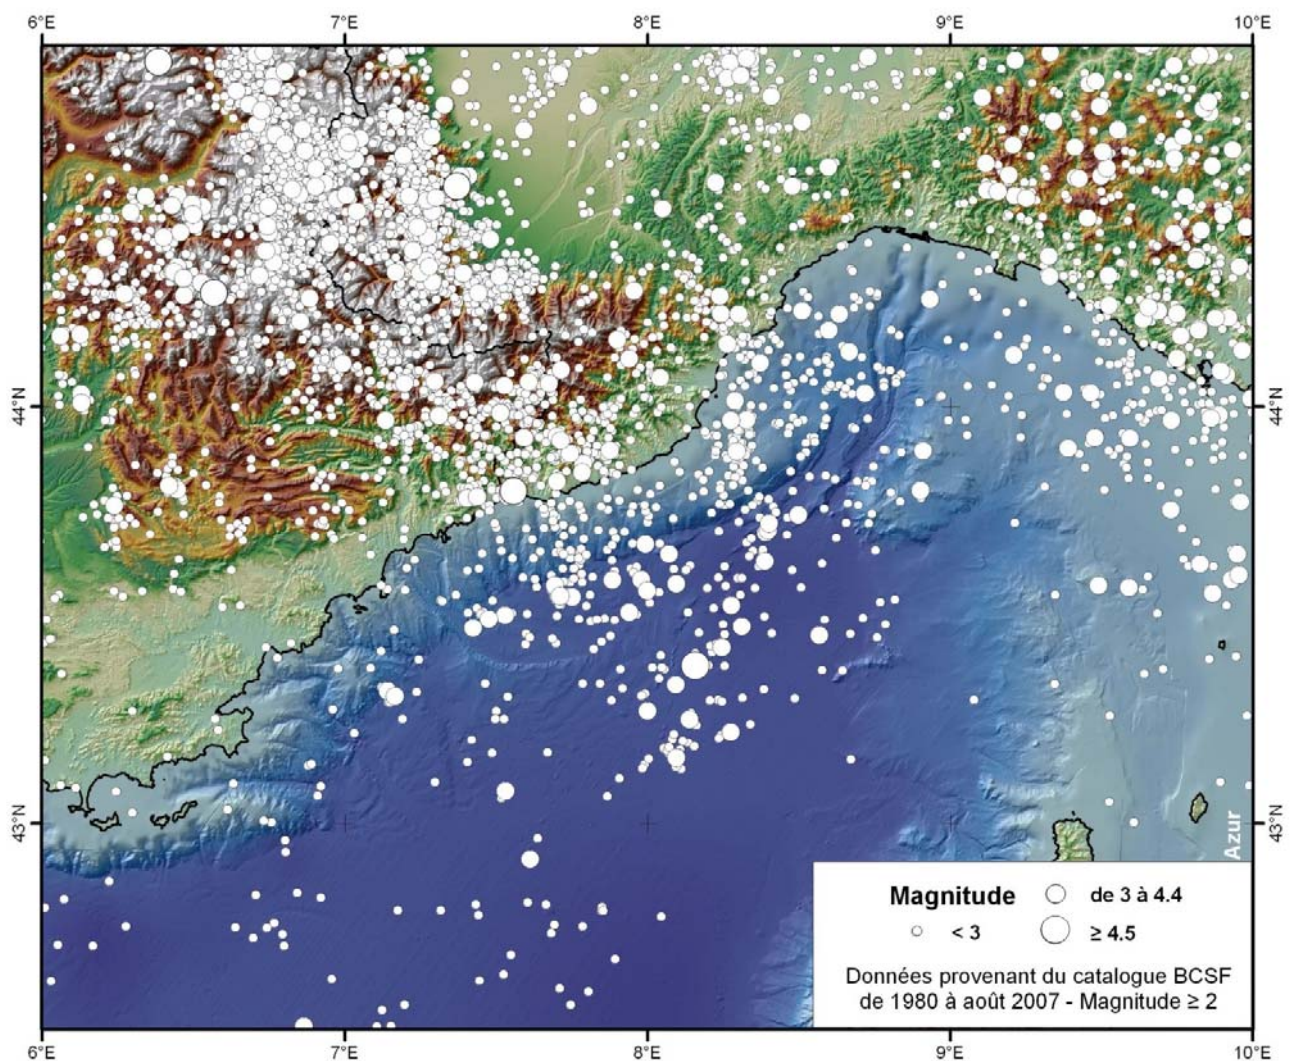 6°E 7°E 8°E 9°E 10°E
44°N 44°N
43°N 43°N
Azur
Magnitude
de 3 à 4.4
< 3
≥ 4.5
Données provenant du catalogue BCSF
de 1980 à août 2007 - Magnitude ≥ 2
6°E 7°E 8°E 9°E 10°E